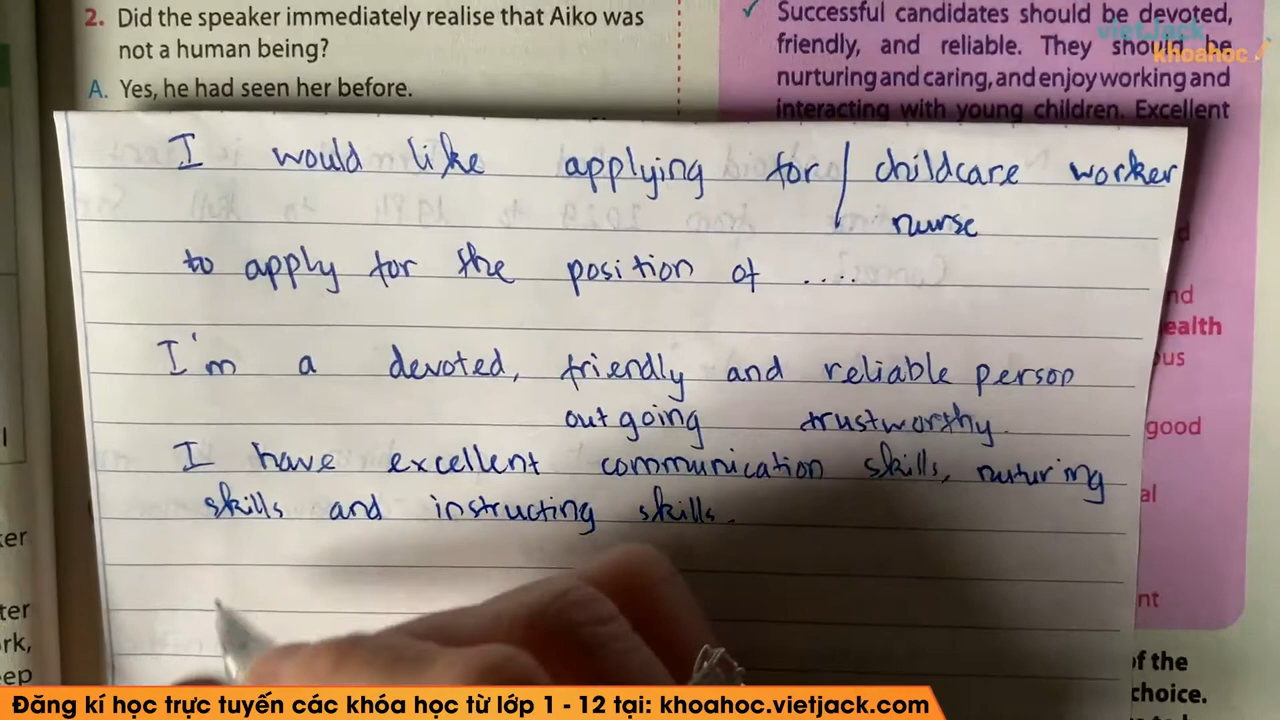 2. Did the speaker immediately realise that Aiko was
not a human being?
A. Yes, he had seen her before.
✓ Successful candidates should be devoted,
friendly, and reliable. They should be
nurturing and caring, and enjoy working and
interacting with young children. Excellent
vietJack
khoahoc
I would like applying for / childcare worker
nurse
to apply for the position of ....
I'm a devoted, friendly and reliable person
outgoing trustworthy.
I have excellent communication skills, nuturing
skills and instructing skills.
d
nd
ealth
ous
good
al
nt
of the
choice.
l
ker
ter
rk,
eep
Đăng kí học trực tuyến các khóa học từ lớp 1 - 12 tại: khoahoc.vietjack.com